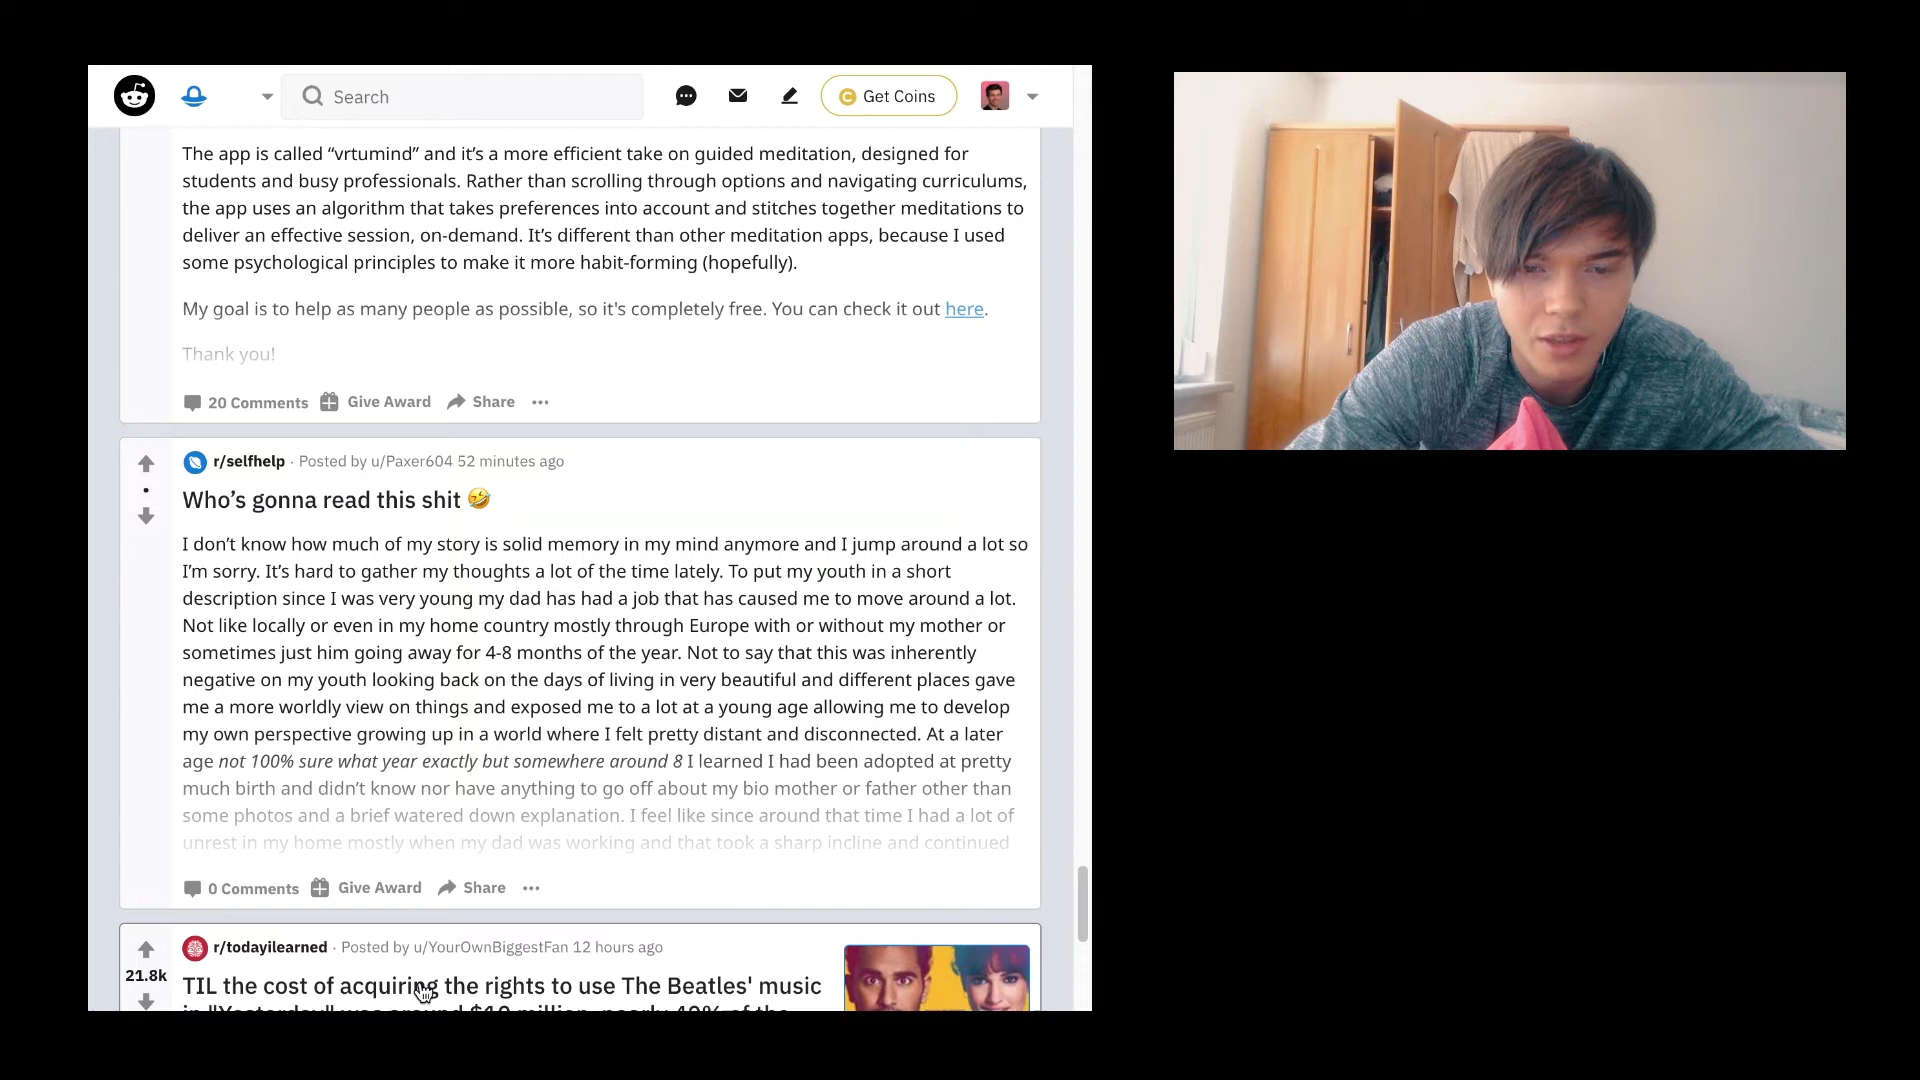 Search
Get Coins
The app is called “vrtumind” and it’s a more efficient take on guided meditation, designed for
students and busy professionals. Rather than scrolling through options and navigating curriculums,
the app uses an algorithm that takes preferences into account and stitches together meditations to
deliver an effective session, on-demand. It’s different than other meditation apps, because I used
some psychological principles to make it more habit-forming (hopefully).
My goal is to help as many people as possible, so it's completely free. You can check it out here.
Thank you!
20 Comments Give Award Share
r/selfhelp · Posted by u/Paxer604 52 minutes ago
Who’s gonna read this shit 🤣
I don’t know how much of my story is solid memory in my mind anymore and I jump around a lot so
I’m sorry. It’s hard to gather my thoughts a lot of the time lately. To put my youth in a short
description since I was very young my dad has had a job that has caused me to move around a lot.
Not like locally or even in my home country mostly through Europe with or without my mother or
sometimes just him going away for 4-8 months of the year. Not to say that this was inherently
negative on my youth looking back on the days of living in very beautiful and different places gave
me a more worldly view on things and exposed me to a lot at a young age allowing me to develop
my own perspective growing up in a world where I felt pretty distant and disconnected. At a later
age not 100% sure what year exactly but somewhere around 8 I learned I had been adopted at pretty
much birth and didn’t know nor have anything to go off about my bio mother or father other than
some photos and a brief watered down explanation. I feel like since around that time I had a lot of
unrest in my home mostly when my dad was working and that took a sharp incline and continued
0 Comments Give Award Share
r/todayilearned · Posted by u/YourOwnBiggestFan 12 hours ago
21.8k
TIL the cost of acquiring the rights to use The Beatles' music
in "Yesterday" was around $10 million, nearly 40% of the